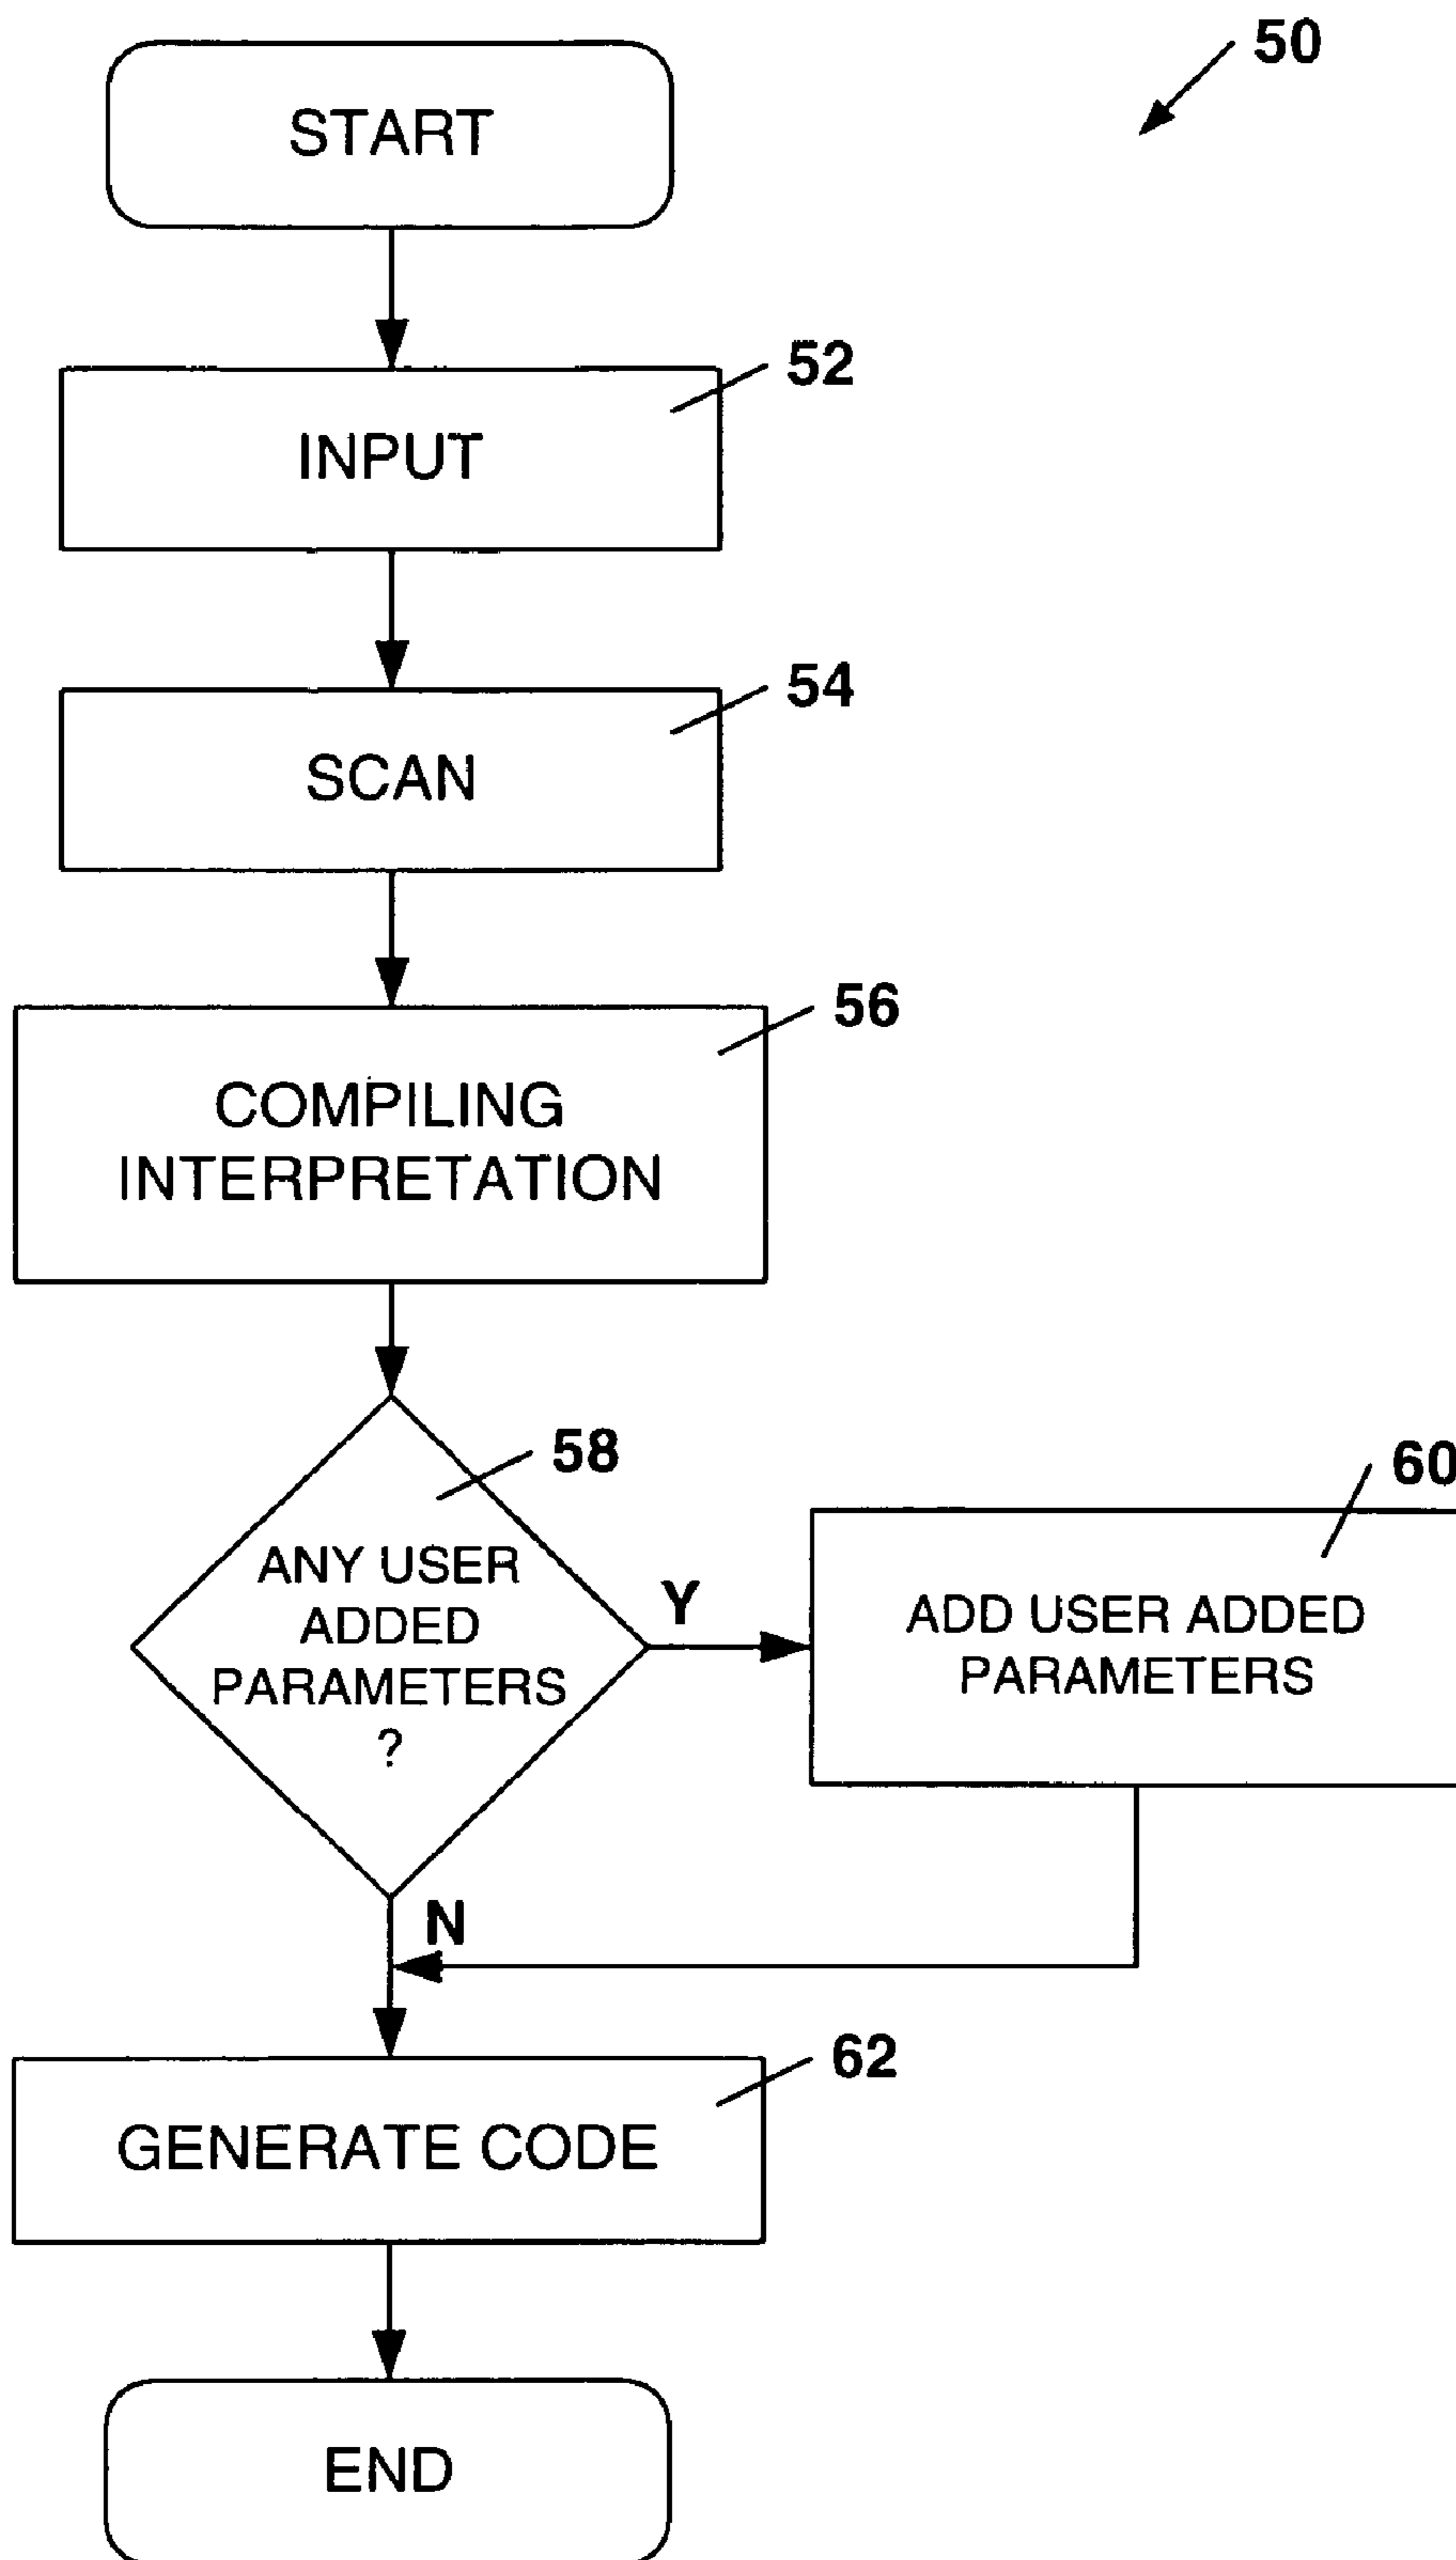 50
START
52
INPUT
54
SCAN
56
COMPILING
INTERPRETATION
58
ANY USER
ADDED
PARAMETERS
?
Y
60
ADD USER ADDED
PARAMETERS
N
62
GENERATE CODE
END